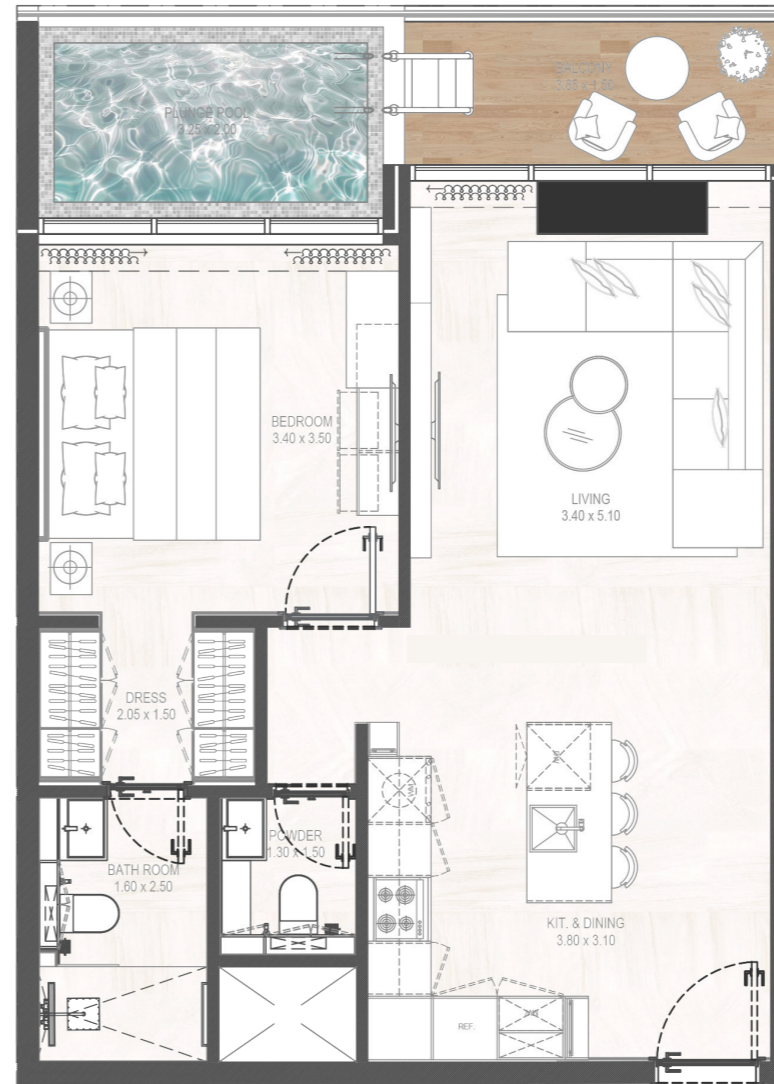 PLUNGE POOL
3.25 x 2.00
BALCONY
3.85 x 1.50
BEDROOM
3.40 x 3.50
LIVING
3.40 x 5.10
DRESS
2.05 x 1.50
WM
POWDER
1.30 x 1.50
BATH ROOM
1.60 x 2.50
KIT. & DINING
3.80 x 3.10
REF.